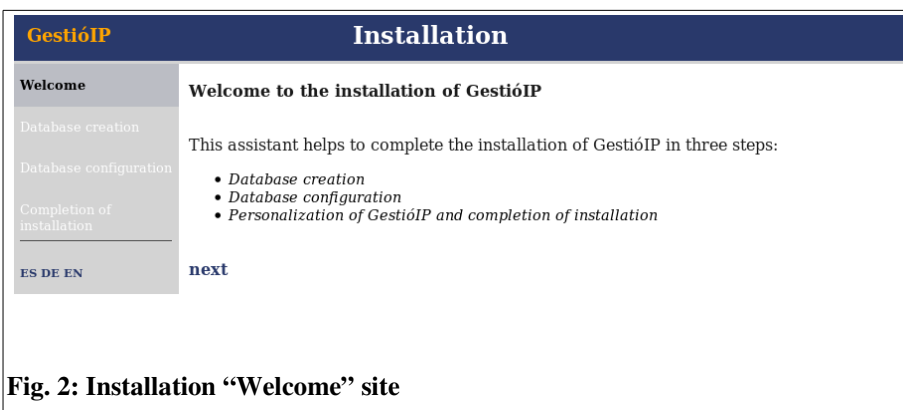 GestióIP
Installation
Welcome
Database creation
Database configuration
Completion of
installation
ES DE EN
Welcome to the installation of GestióIP
This assistant helps to complete the installation of GestióIP in three steps:
• Database creation
• Database configuration
• Personalization of GestióIP and completion of installation
next
Fig. 2: Installation “Welcome” site